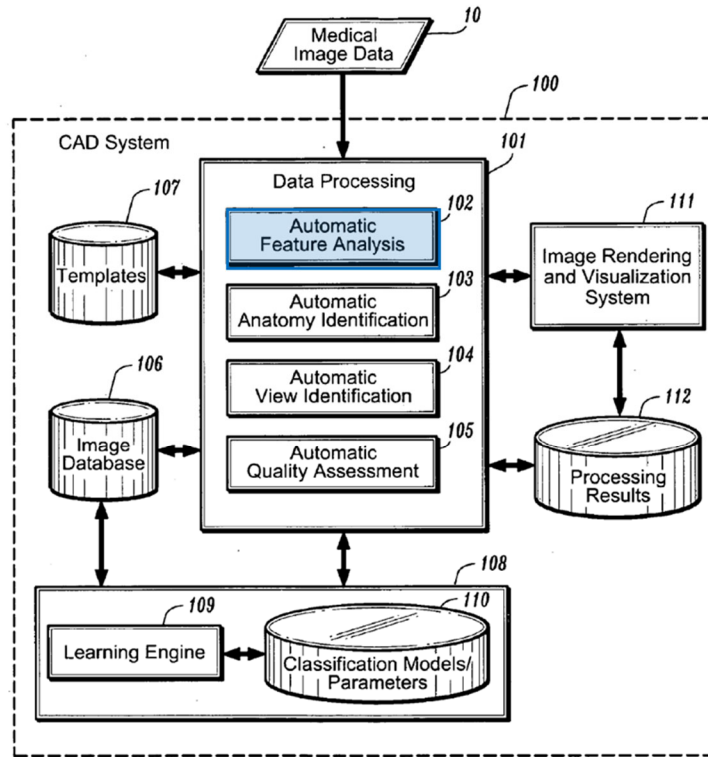 Medical
Image Data
10
100
CAD System
101
Data Processing
107
Templates
102
Automatic
Feature Analysis
111
Image Rendering
and Visualization
System
103
Automatic
Anatomy Identification
106
Image
Database
104
Automatic
View Identification
112
Processing
Results
105
Automatic
Quality Assessment
108
109
Learning Engine
110
Classification Models/
Parameters